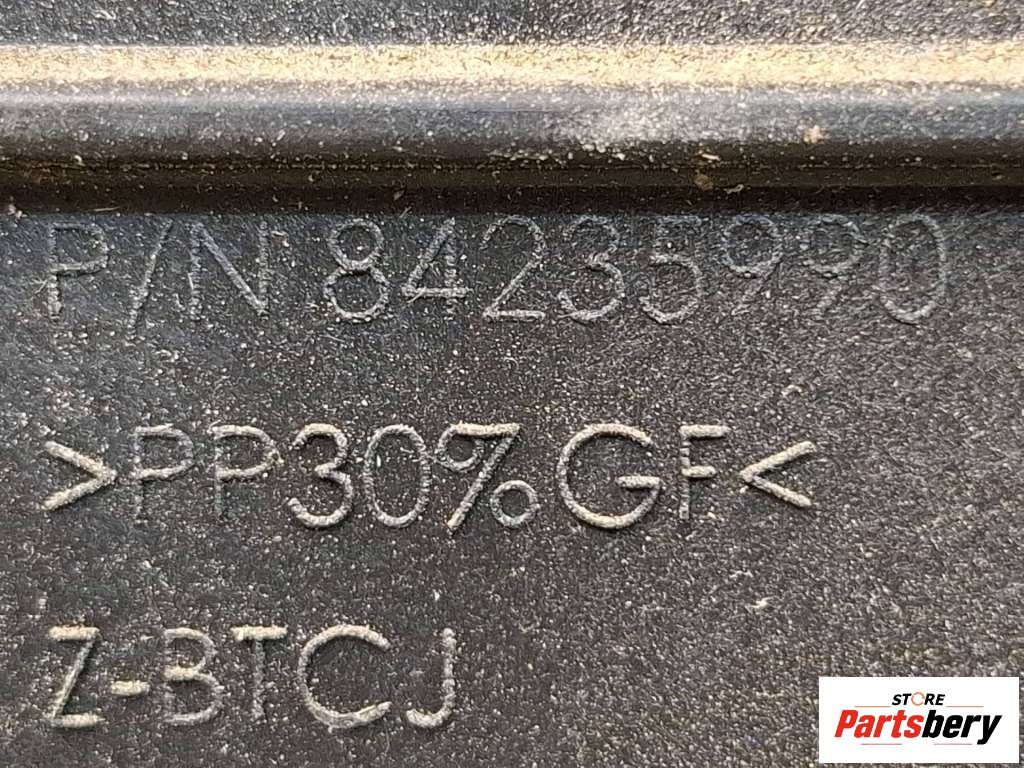 P/N 84235990
>PP30%GF<
Z-BTCJ
STORE
Partsbery